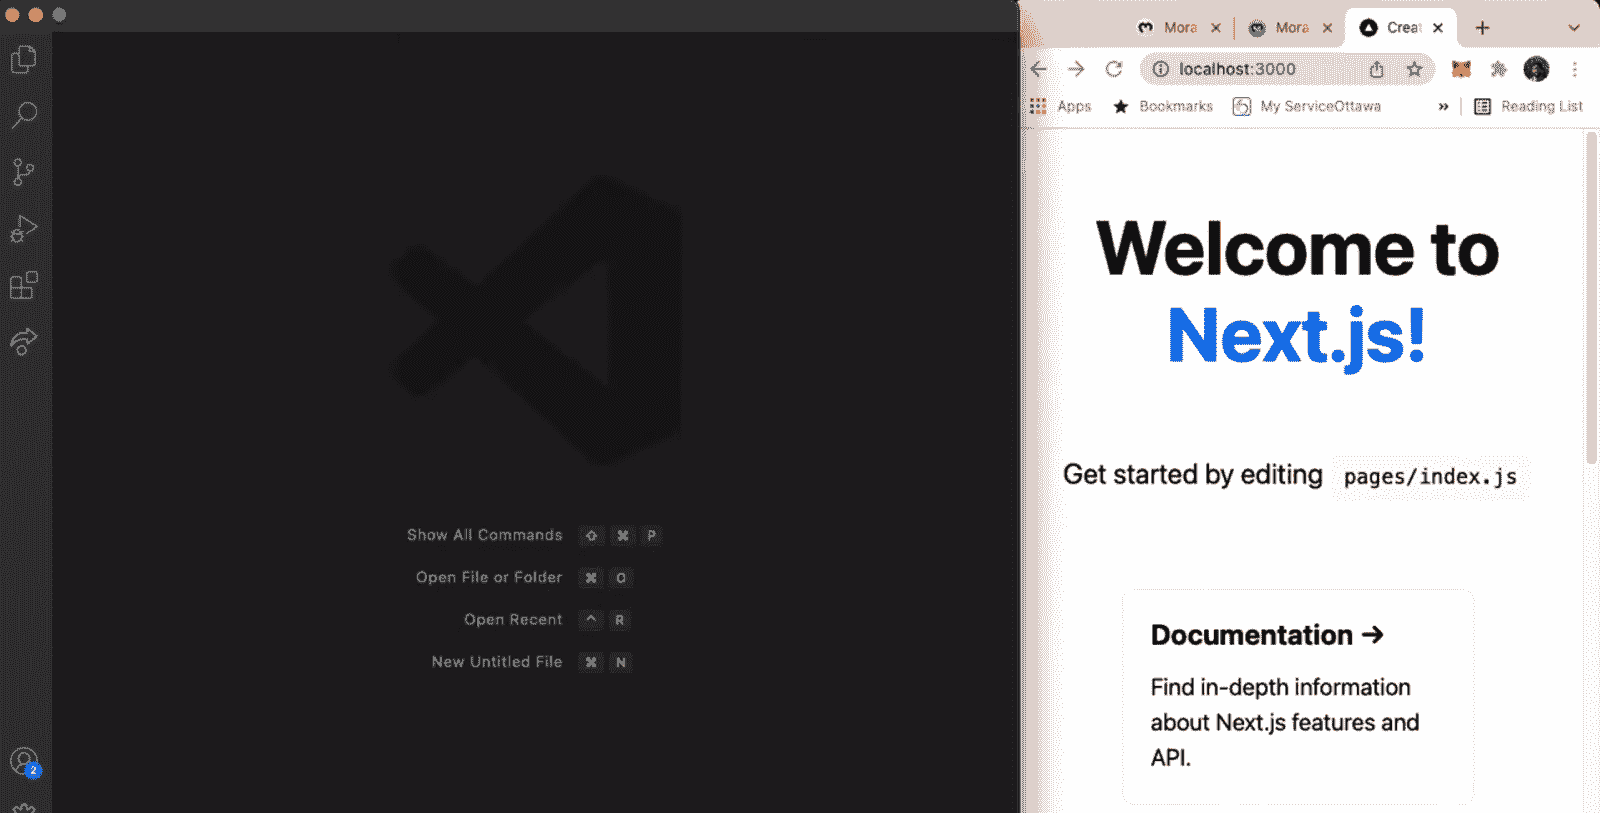 Show All Commands ⇧ ⌘ P
Open File or Folder ⌘ O
Open Recent ^ R
New Untitled File ⌘ N
2
Mora
Mora
Creat
localhost:3000
Apps
Bookmarks
My ServiceOttawa
»
Reading List
Welcome to
Next.js!
Get started by editing pages/index.js
Documentation →
Find in-depth information
about Next.js features and
API.